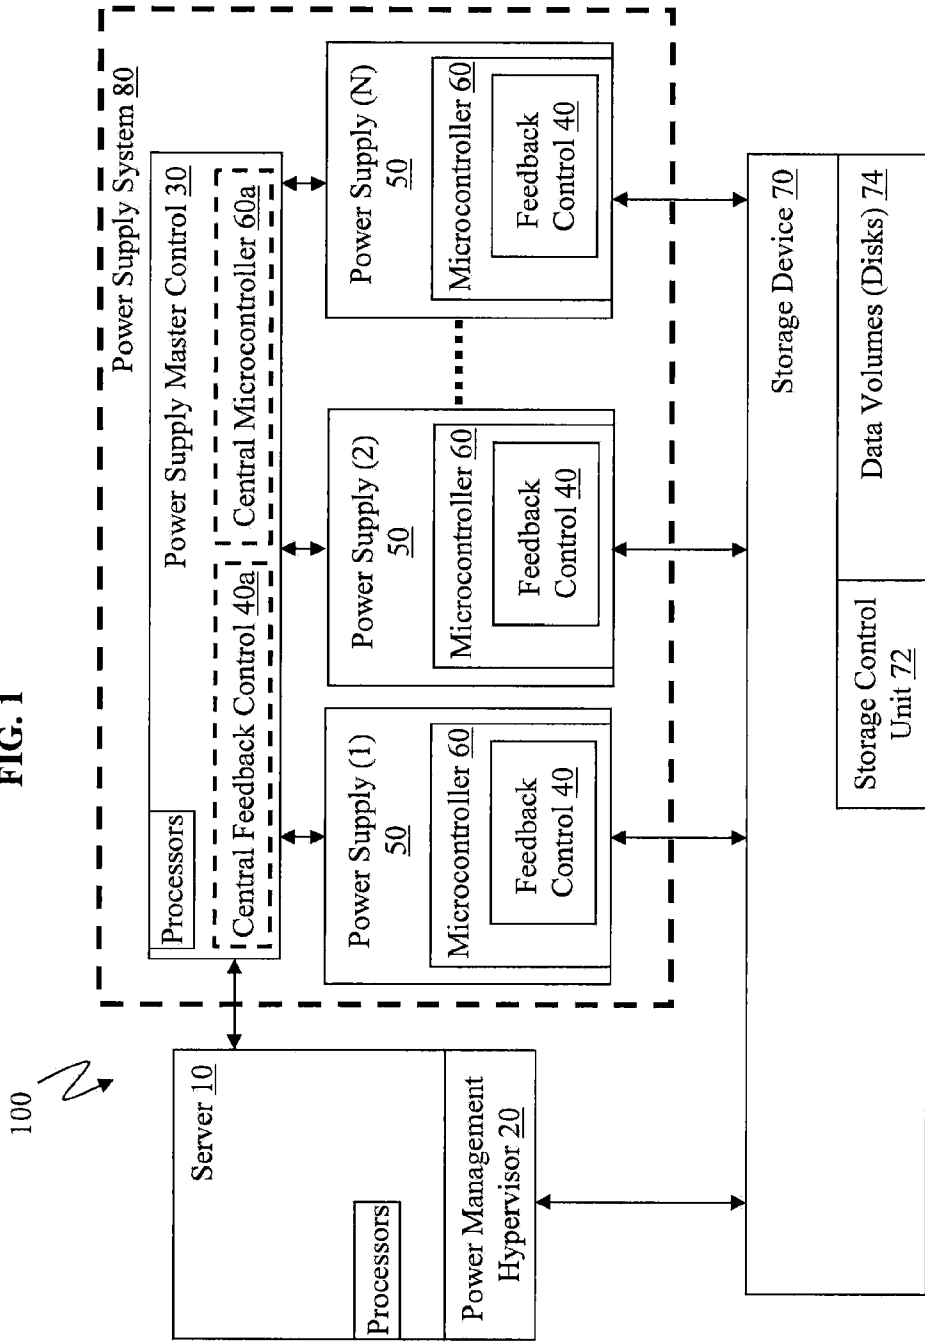 FIG. 1
100
Power Supply System 80
Power Supply Master Control 30
Processors
Central Feedback Control 40a
Central Microcontroller 60a
Power Supply (1)
50
Microcontroller 60
Feedback
Control 40
Power Supply (2)
50
Microcontroller 60
Feedback
Control 40
Power Supply (N)
50
Microcontroller 60
Feedback
Control 40
Server 10
Processors
Power Management
Hypervisor 20
Storage Device 70
Storage Control
Unit 72
Data Volumes (Disks) 74